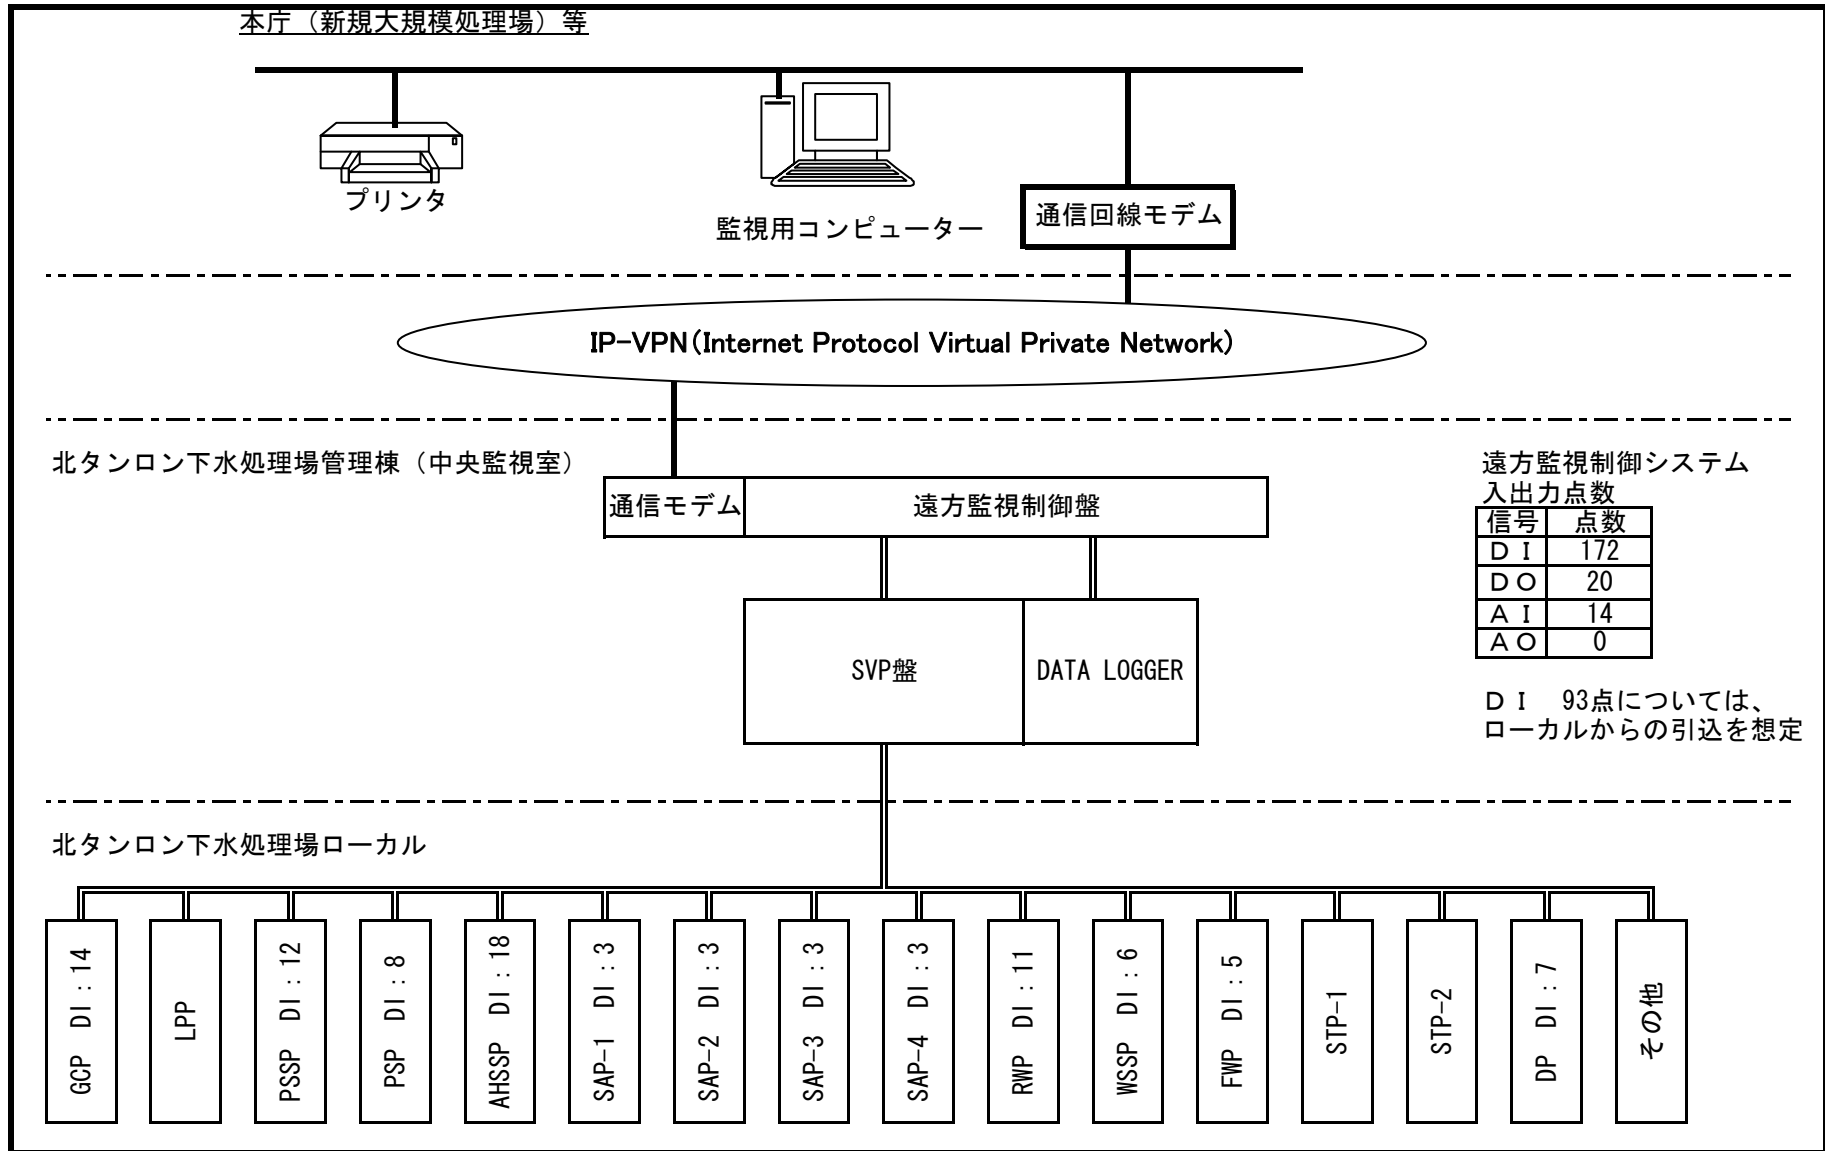 本庁（新規大規模処理場）等
プリンタ
監視用コンピューター
通信回線モデム
IP-VPN(Internet Protocol Virtual Private Network)
北タンロン下水処理場管理棟（中央監視室）
通信モデム
遠方監視制御盤
SVP盤
DATA LOGGER
遠方監視制御システム
入出力点数
信号 点数
ＤＩ 172
ＤＯ 20
ＡＩ 14
ＡＯ 0
ＤＩ　93点については、
ローカルからの引込を想定
北タンロン下水処理場ローカル
GCP DI:14
LPP
PSSP DI:12
PSP DI:8
AHSSP DI:18
SAP-1 DI:3
SAP-2 DI:3
SAP-3 DI:3
SAP-4 DI:3
RWP DI:11
WSSP DI:6
FWP DI:5
STP-1
STP-2
DP DI:7
その他